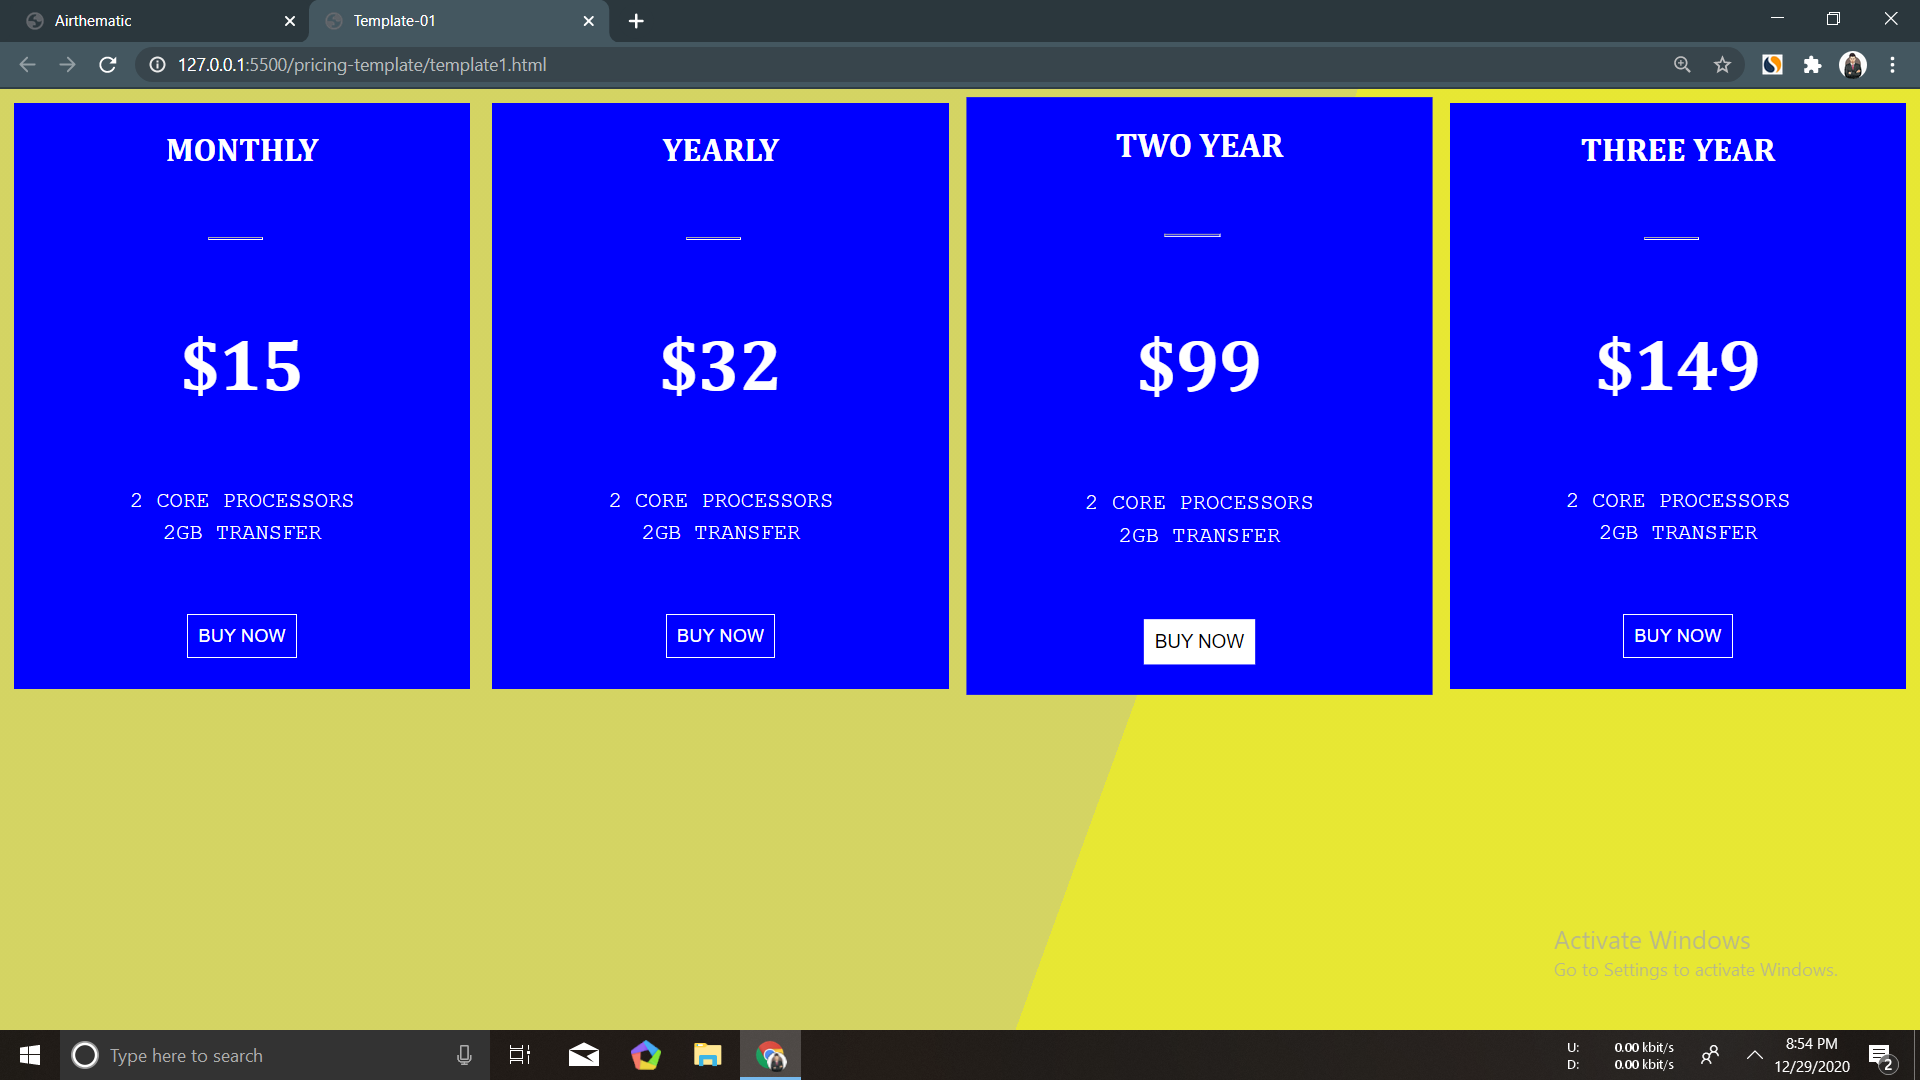 Airthematic
Template-01
127.0.0.1:5500/pricing-template/template1.html
MONTHLY
$15
2 CORE PROCESSORS
2GB TRANSFER
BUY NOW
YEARLY
$32
2 CORE PROCESSORS
2GB TRANSFER
BUY NOW
TWO YEAR
$99
2 CORE PROCESSORS
2GB TRANSFER
BUY NOW
THREE YEAR
$149
2 CORE PROCESSORS
2GB TRANSFER
BUY NOW
Activate Windows
Go to Settings to activate Windows.
Type here to search
U: 0.00 kbit/s
D: 0.00 kbit/s
8:54 PM
12/29/2020
2